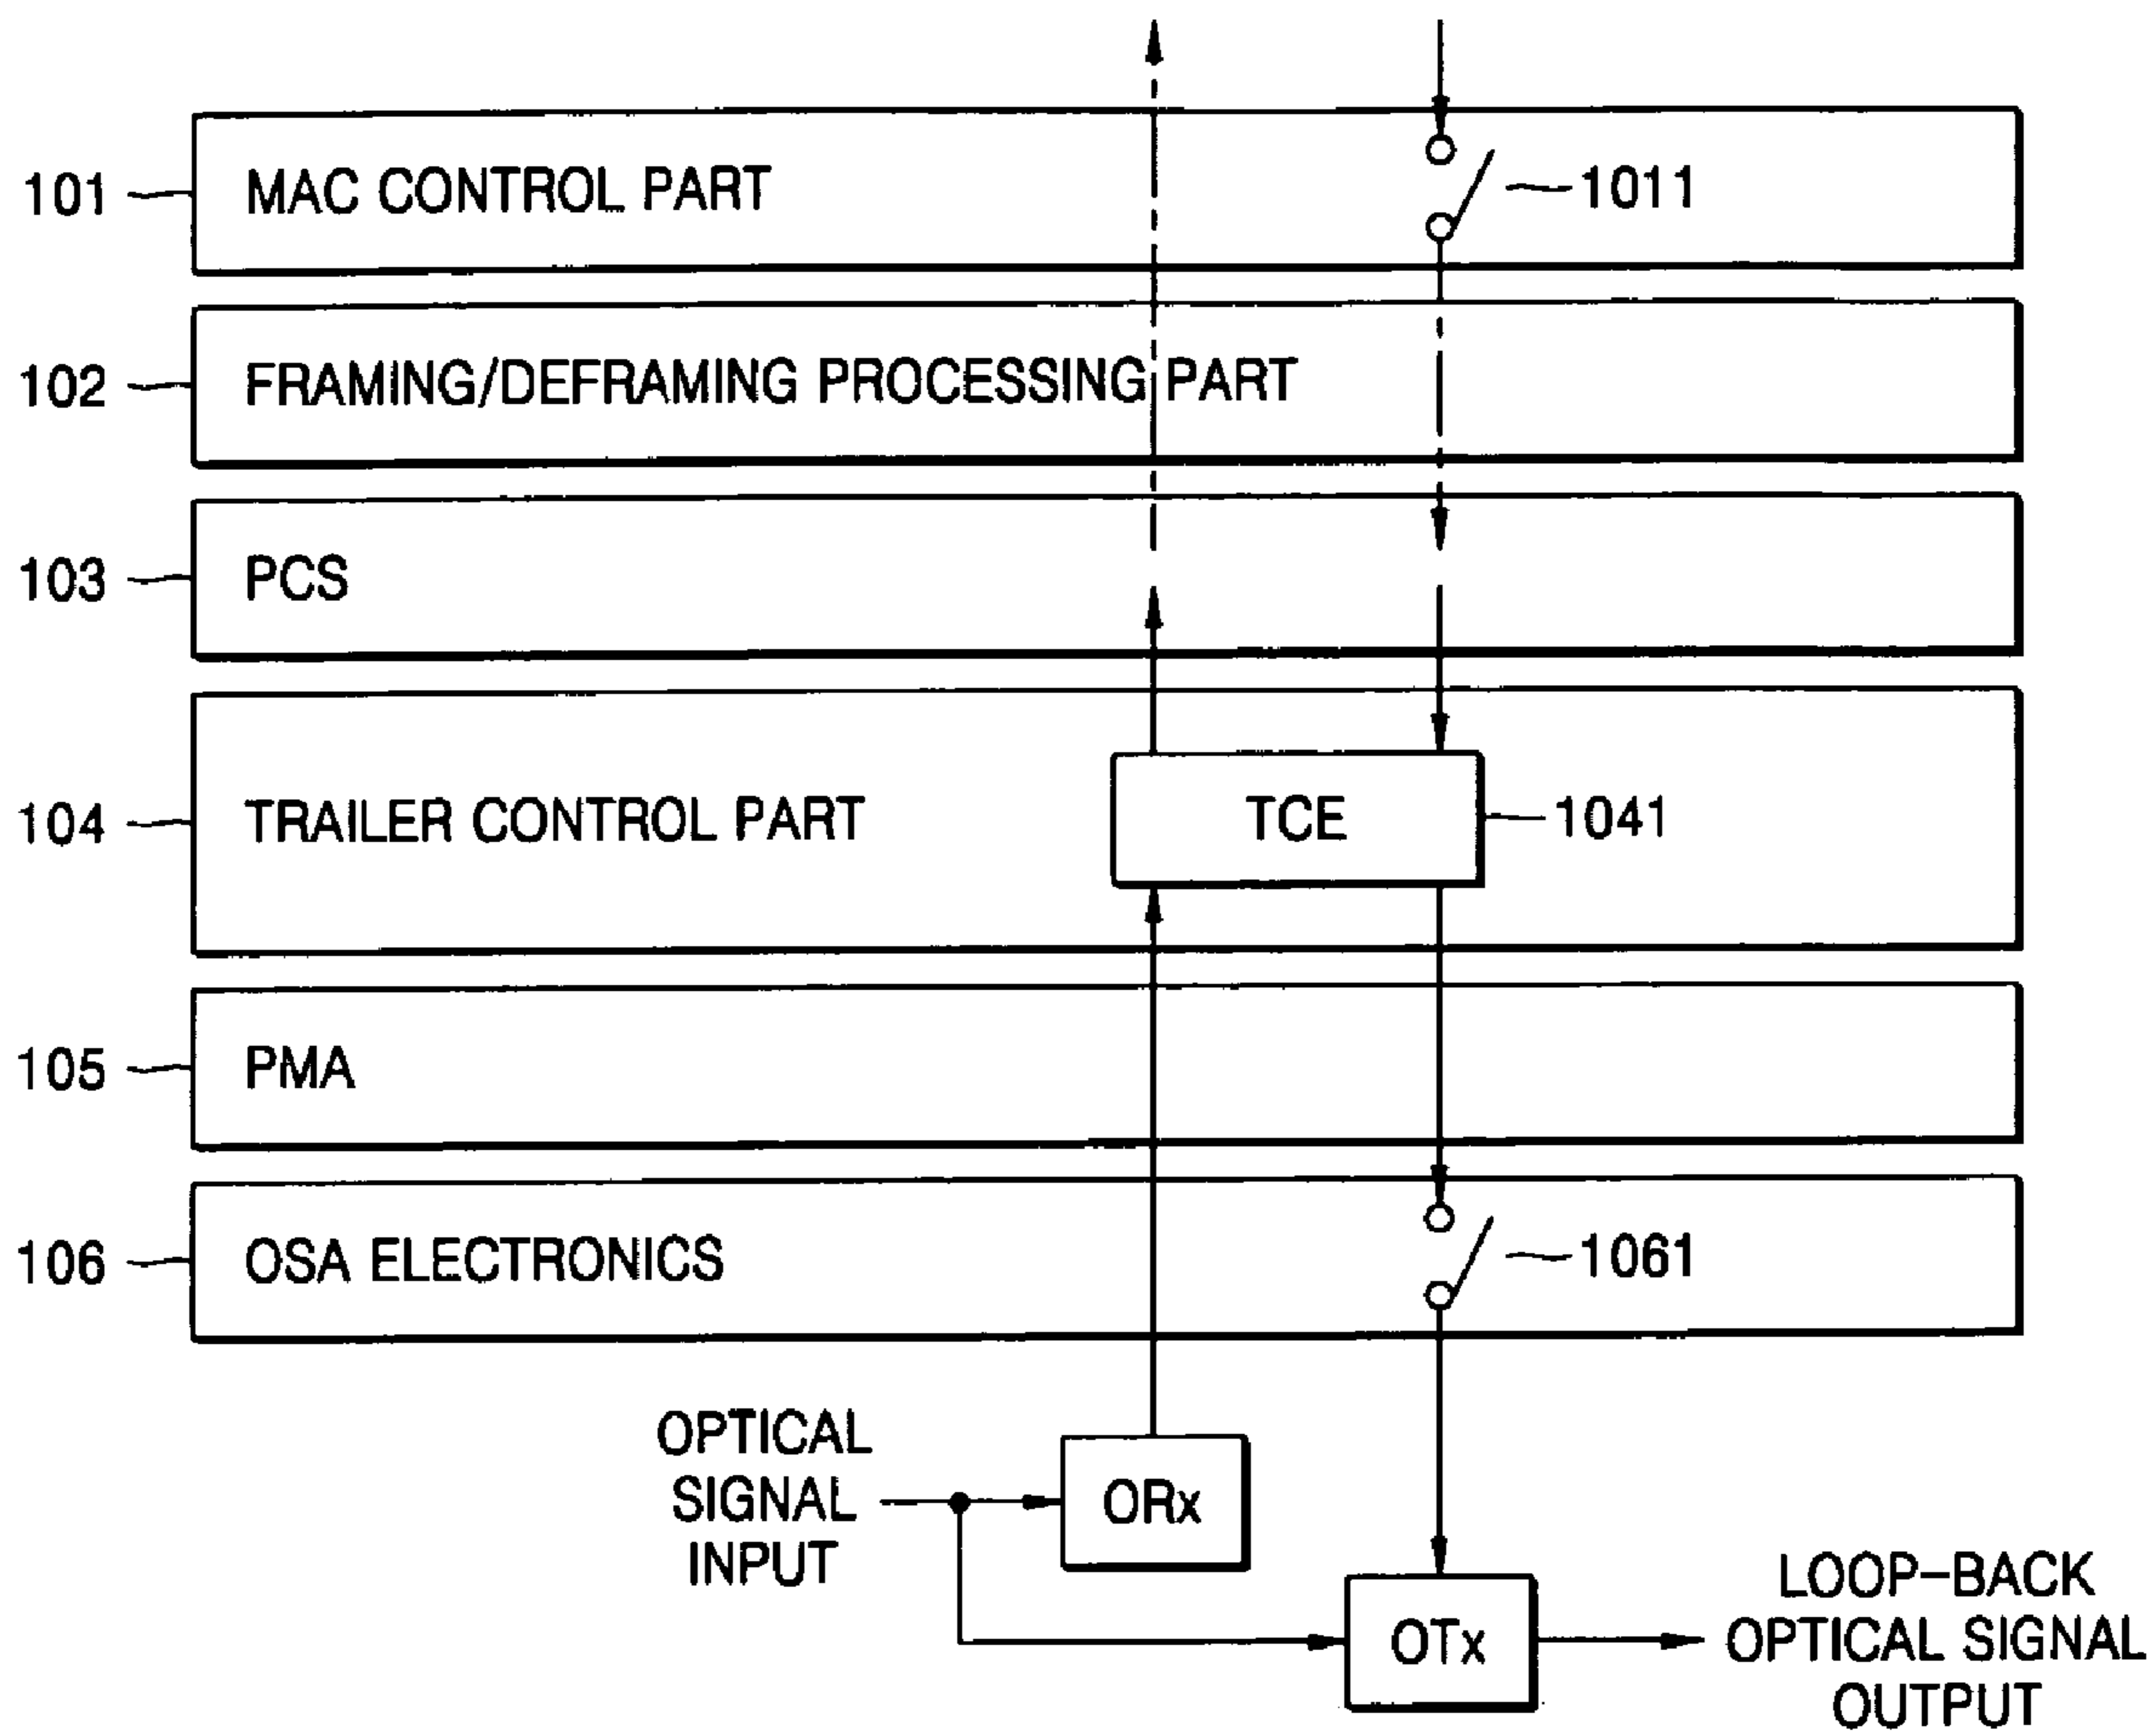 101
MAC CONTROL PART
1011
102
FRAMING/DEFRAMING PROCESSING PART
103
PCS
104
TRAILER CONTROL PART
TCE
1041
105
PMA
106
OSA ELECTRONICS
1061
OPTICAL
SIGNAL
INPUT
ORx
OTx
LOOP-BACK
OPTICAL SIGNAL
OUTPUT